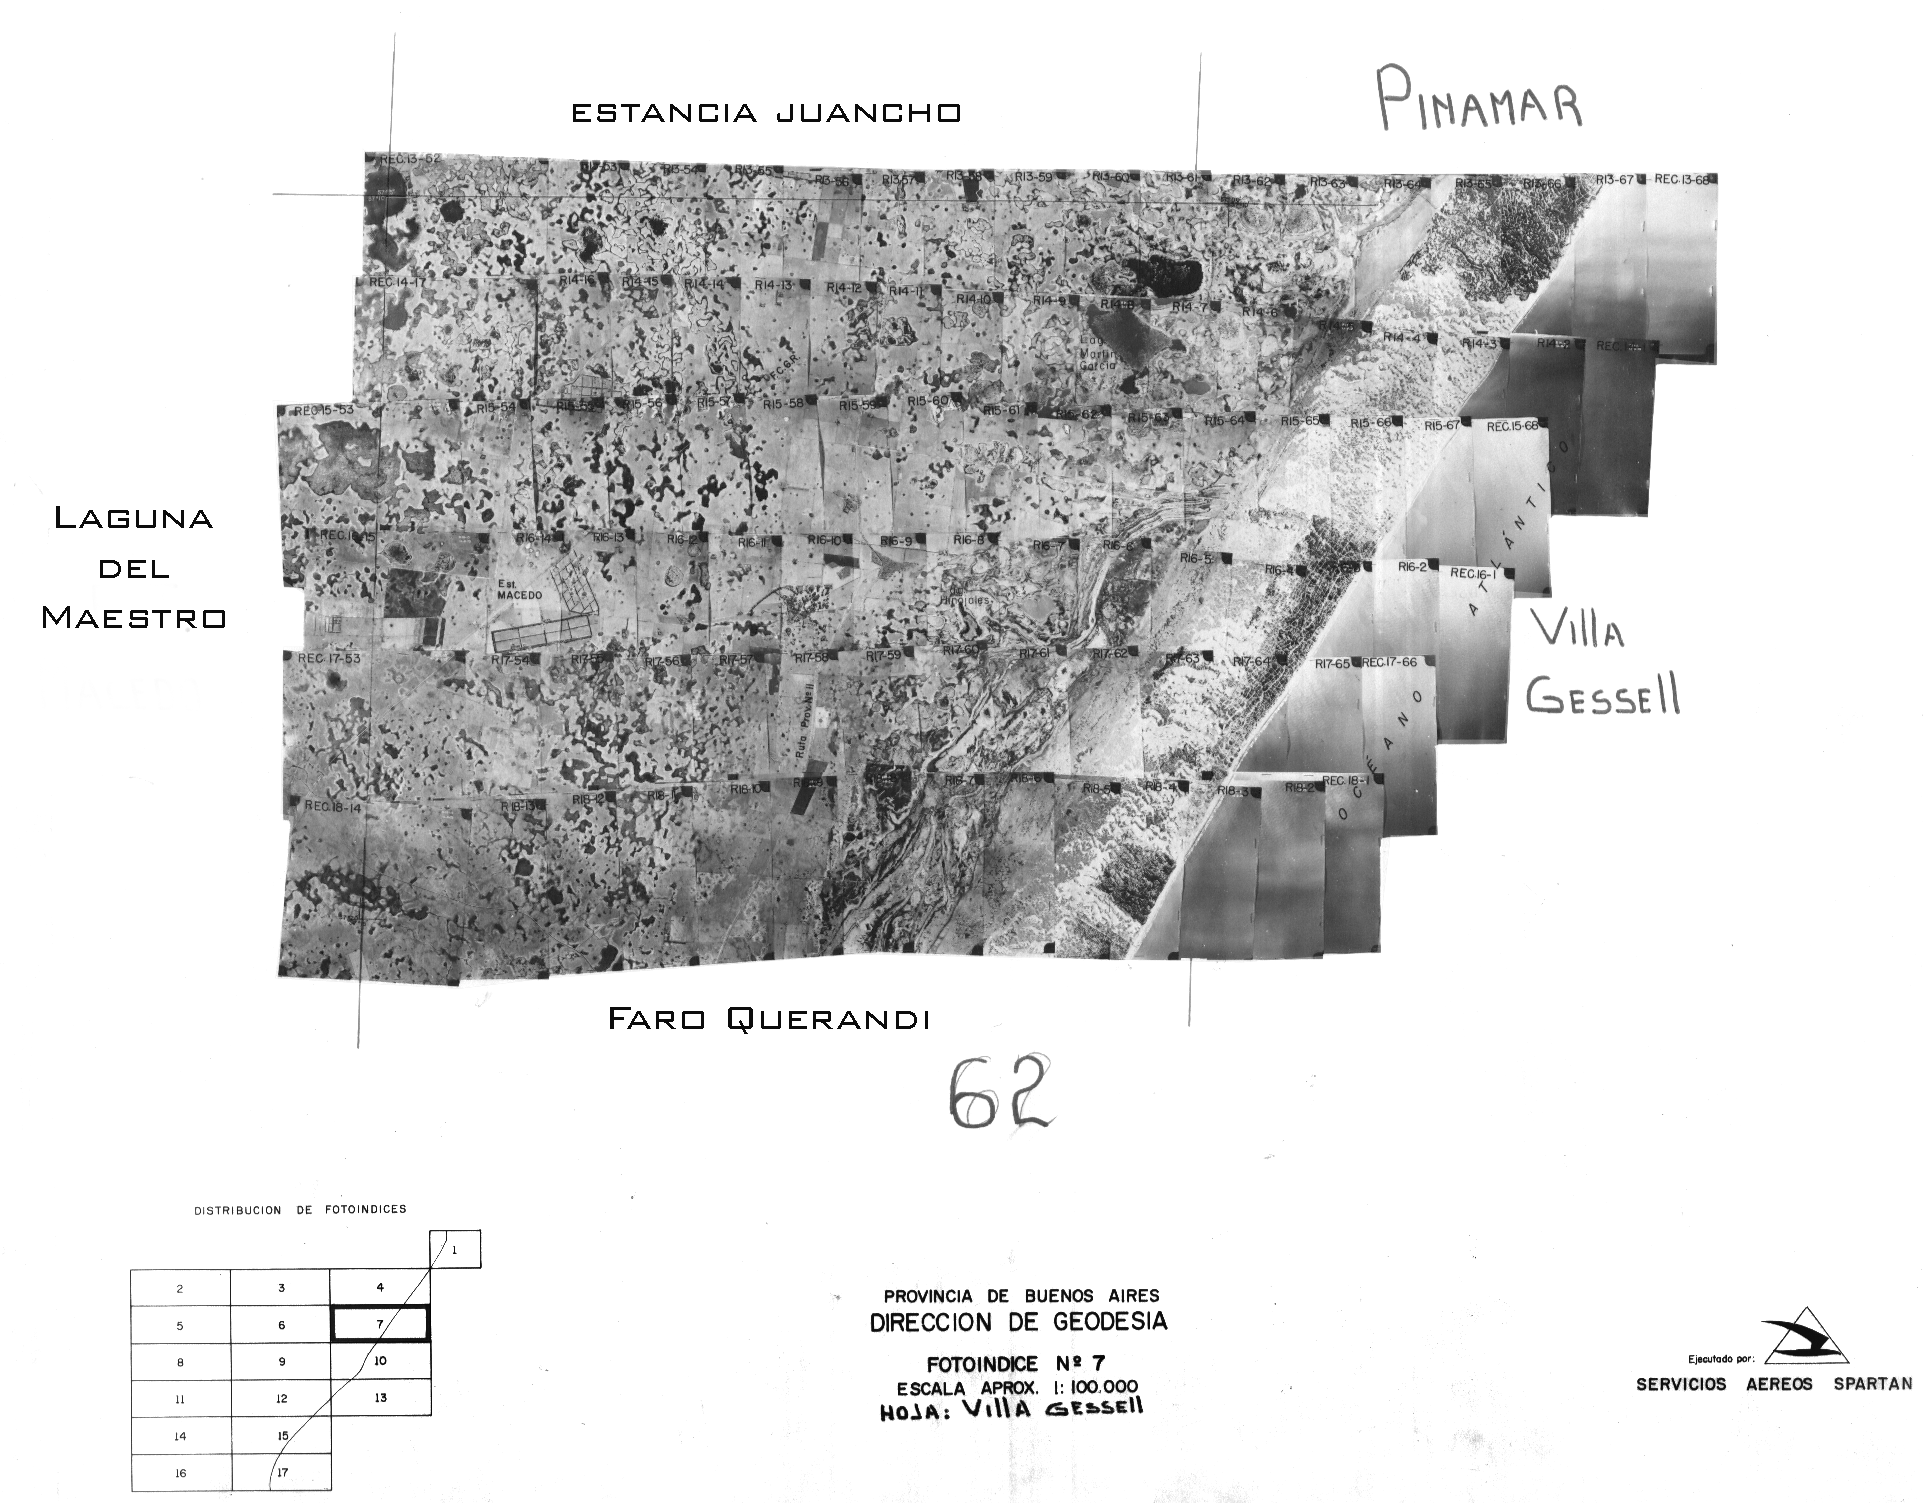 PINAMAR
ESTANCIA JUANCHO
REC.13-52
R13-53
R13-54
R13-55
R13-56
R13-57
R13-58
R13-59
R13-60
R13-61
R13-62
R13-63
R13-64
R13-65
R13-66
R13-67
REC.13-68
REC.14-17
R14-16
R14-15
R14-14
R14-13
R14-12
R14-11
R14-10
R14-9
R14-8
R14-7
R14-6
R14-5
R14-4
R14-3
R14-2
Martin
Garcia
F.C.G.R.
REC.15-53
R15-54
R15-56
R15-57
R15-58
R15-59
R15-60
R15-61
R15-62
R15-63
R15-64
R15-65
R15-66
R15-67
REC.15-68
LAGUNA
DEL
MAESTRO
REC.16-15
R16-14
R16-13
R16-12
R16-11
R16-10
R16-9
R16-8
R16-7
R16-6
R16-5
R16-4
R16-2
REC.16-1
Est.
MACEDO
Hinojales
OCEANO ATLÁNTICO
VIllA
GESSEll
REC.17-53
R17-54
R17-55
R17-56
R17-57
R17-58
R17-59
R17-60
R17-61
R17-62
R17-63
R17-64
R17-65
REC.17-66
Ruta Prov. Nº 11
REC.18-14
R18-13
R18-12
R18-11
R18-10
R18-9
R18-7
R18-6
R18-5
R18-4
R18-3
R18-2
REC.18-1
FARO QUERANDI
62
DISTRIBUCION DE FOTOINDICES
1
2 3 4
5 6 7
8 9 10
11 12 13
14 15
16 17
PROVINCIA DE BUENOS AIRES
DIRECCION DE GEODESIA
FOTOINDICE Nº 7
ESCALA APROX. 1:100.000
HOJA: VIllA GESSEll
Ejecutado por:
SERVICIOS AEREOS SPARTAN